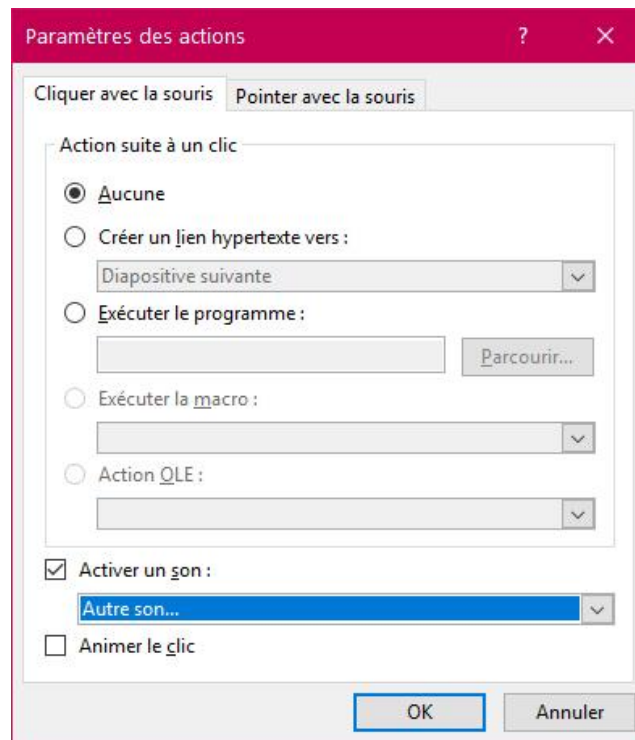 Paramètres des actions ?
Cliquer avec la souris Pointer avec la souris
Action suite à un clic
Aucune
Créer un lien hypertexte vers :
Diapositive suivante
Exécuter le programme :
Parcourir...
Exécuter la macro :
Action OLE :
Activer un son :
Autre son...
Animer le clic
OK Annuler